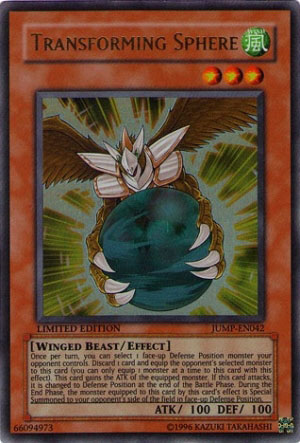 TRANSFORMING SPHERE
WIND
風
LIMITED EDITION
JUMP-EN042
[WINGED BEAST/EFFECT]
Once per turn, you can select 1 face-up Defense Position monster your
opponent controls. Discard 1 card and equip the opponent's selected monster
to this card (you can only equip 1 monster at a time to this card with this
effect). This card gains the ATK of the equipped monster. If this card attacks,
it is changed to Defense Position at the end of the Battle Phase. During the
End Phase, the monster equipped to this card by this card's effect is Special
Summoned to your opponent's side of the field in face-up Defense Position.
ATK/ 100 DEF/ 100
66094973
©1996 KAZUKI TAKAHASHI